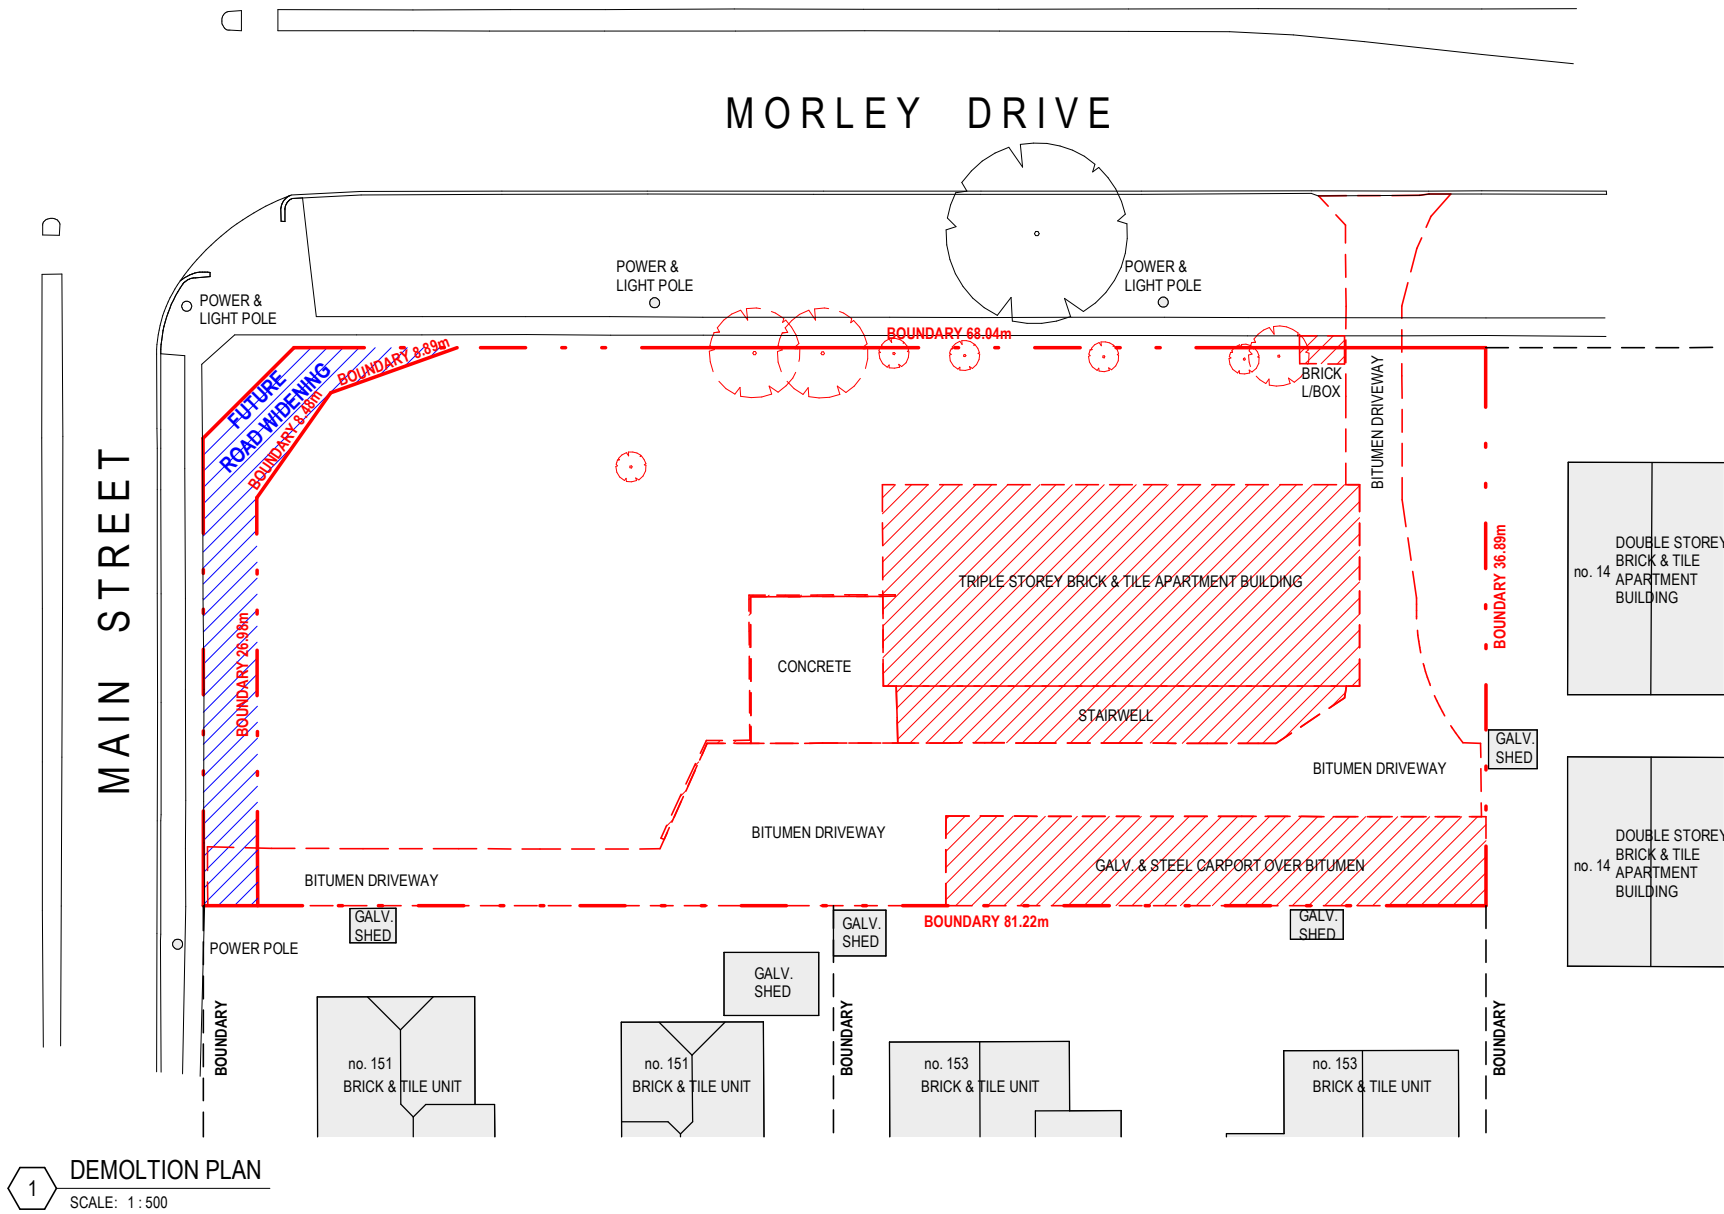 MORLEY DRIVE
POWER &
LIGHT POLE
POWER &
LIGHT POLE
POWER &
LIGHT POLE
BOUNDARY 68.04m
BOUNDARY 8.89m
FUTURE
ROAD WIDENING
BOUNDARY 8.48m
BRICK
L/BOX
BITUMEN DRIVEWAY
MAIN STREET
BOUNDARY 26.98m
TRIPLE STOREY BRICK & TILE APARTMENT BUILDING
BOUNDARY 36.89m
no. 14
DOUBLE STOREY
BRICK & TILE
APARTMENT
BUILDING
CONCRETE
STAIRWELL
GALV.
SHED
BITUMEN DRIVEWAY
BITUMEN DRIVEWAY
GALV. & STEEL CARPORT OVER BITUMEN
no. 14
DOUBLE STOREY
BRICK & TILE
APARTMENT
BUILDING
BITUMEN DRIVEWAY
GALV.
SHED
GALV.
SHED
BOUNDARY 81.22m
GALV.
SHED
POWER POLE
GALV.
SHED
BOUNDARY
BOUNDARY
BOUNDARY
no. 151
BRICK & TILE UNIT
no. 151
BRICK & TILE UNIT
no. 153
BRICK & TILE UNIT
no. 153
BRICK & TILE UNIT
1
DEMOLTION PLAN
SCALE: 1 : 500